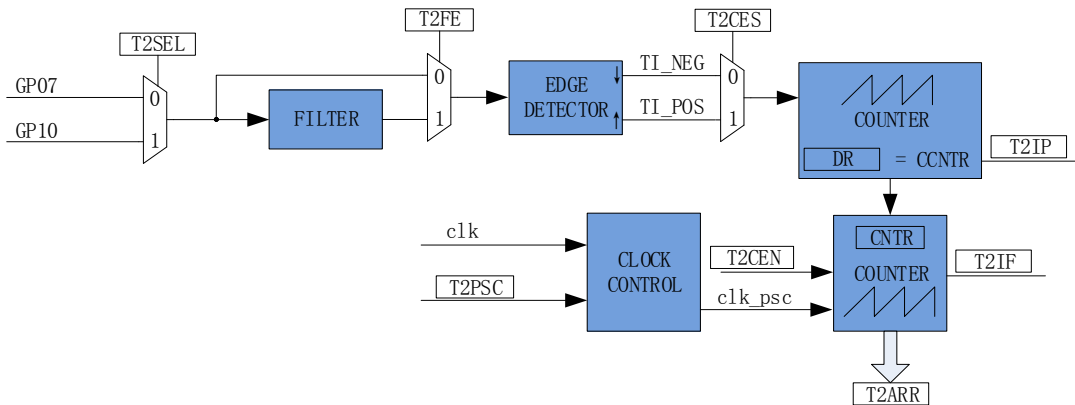 T2SEL
T2FE
T2CES
GP07
GP10
0
1
FILTER
0
1
EDGE
DETECTOR
TI_NEG
TI_POS
0
1
COUNTER
DR = CCNTR
T2IP
clk
T2PSC
CLOCK
CONTROL
T2CEN
clk_psc
CNTR
COUNTER
T2IF
T2ARR